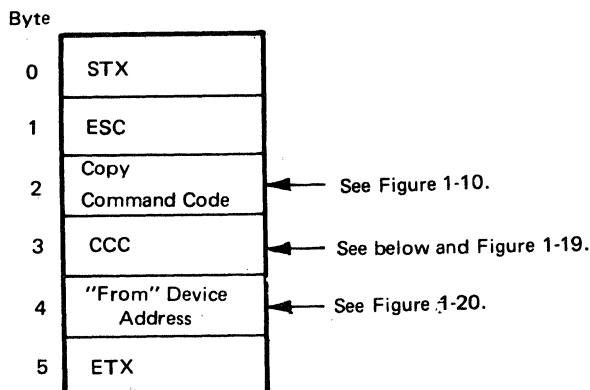 Byte
0 STX
1 ESC
Copy
2 Command Code See Figure 1-10.
3 CCC See below and Figure 1-19.
4 "From" Device Address See Figure 1-20.
5 ETX